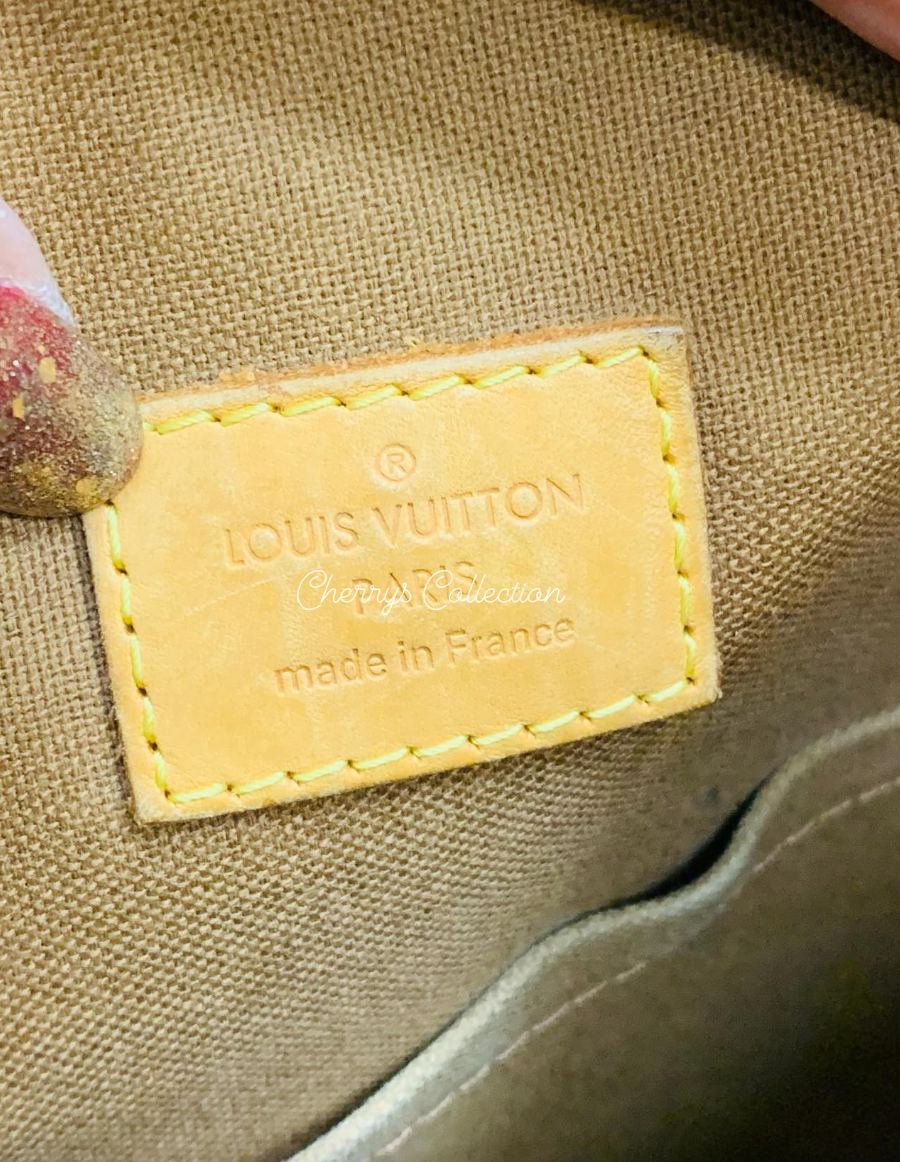 ®
LOUIS VUITTON
PARIS
Cherrys Collection
made in France